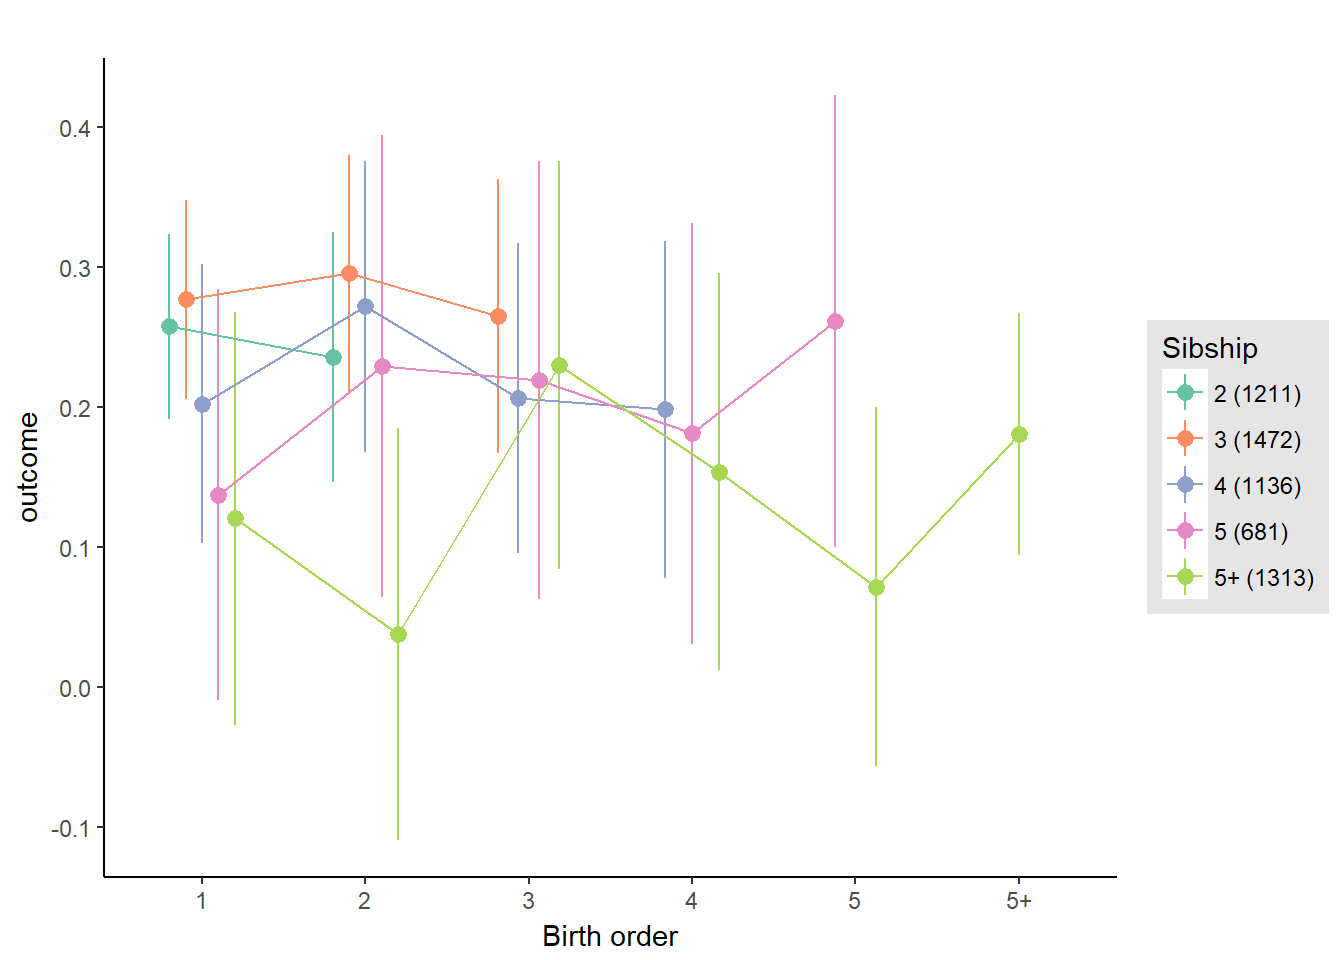 outcome
0.4
0.3
0.2
0.1
0.0
-0.1
1 2 3 4 5 5+
Birth order
Sibship
2 (1211)
3 (1472)
4 (1136)
5 (681)
5+ (1313)